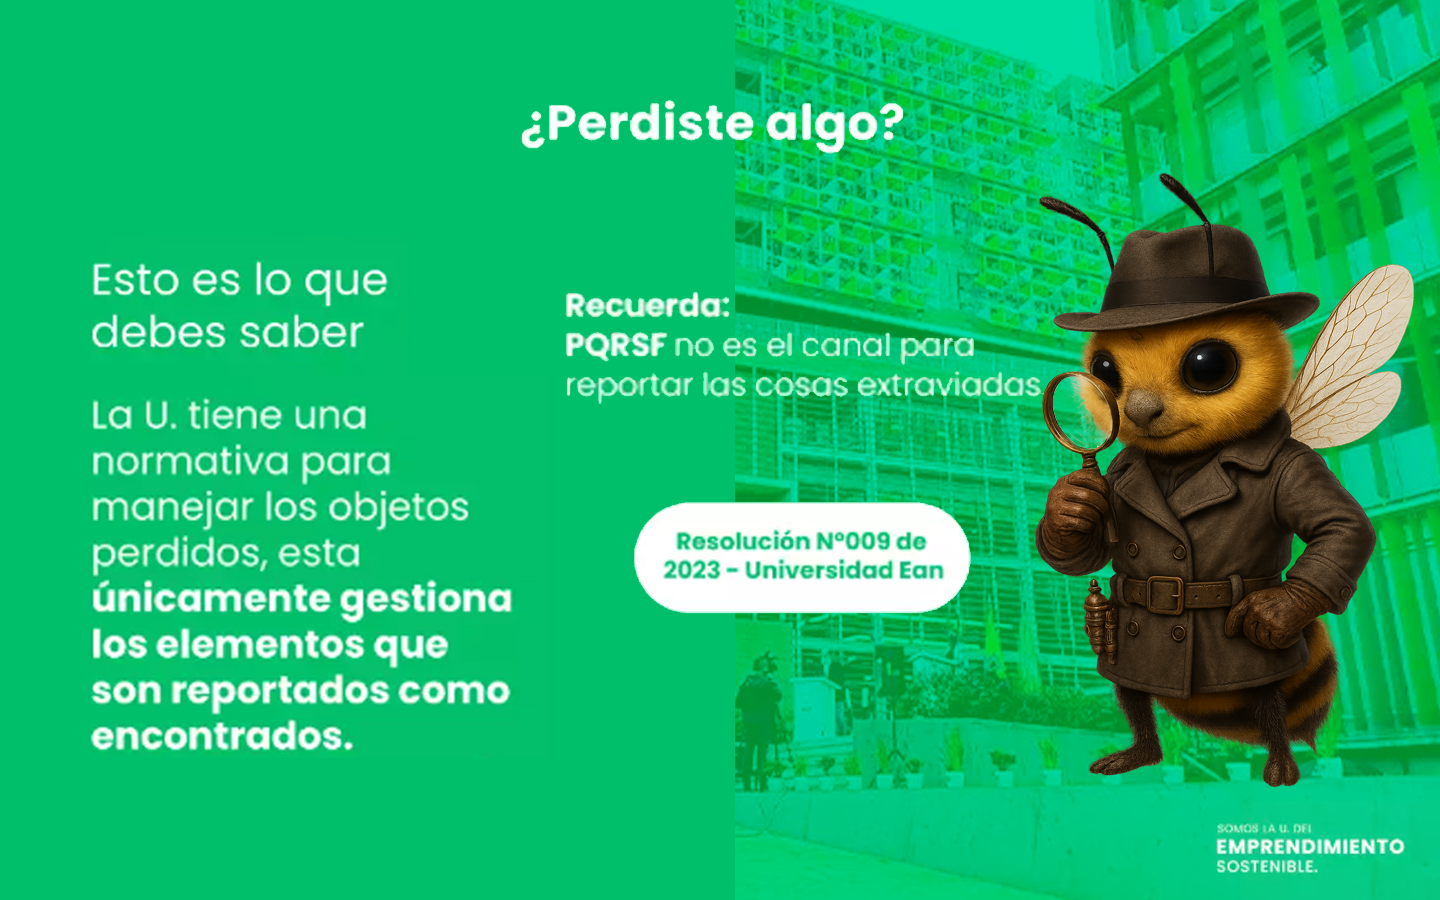 ¿Perdiste algo?
Esto es lo que
debes saber
La U. tiene una
normativa para
manejar los objetos
perdidos, esta
únicamente gestiona
los elementos que
son reportados como
encontrados.
Recuerda:
PQRSF no es el canal para
reportar las cosas extraviadas.
Resolución N°009 de
2023 - Universidad Ean
SOMOS LA U. DEL
EMPRENDIMIENTO
SOSTENIBLE.